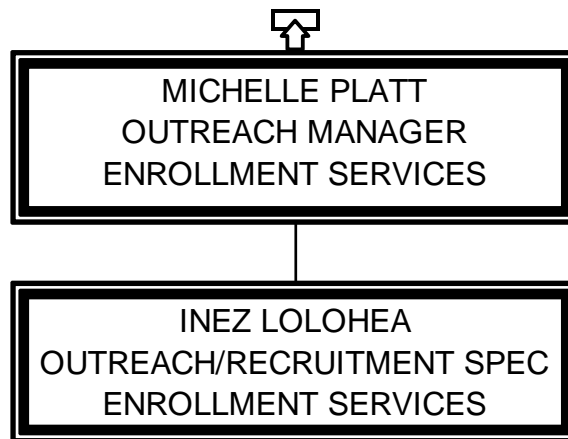 MICHELLE PLATT
OUTREACH MANAGER
ENROLLMENT SERVICES
INEZ LOLOHEA
OUTREACH/RECRUITMENT SPEC
ENROLLMENT SERVICES